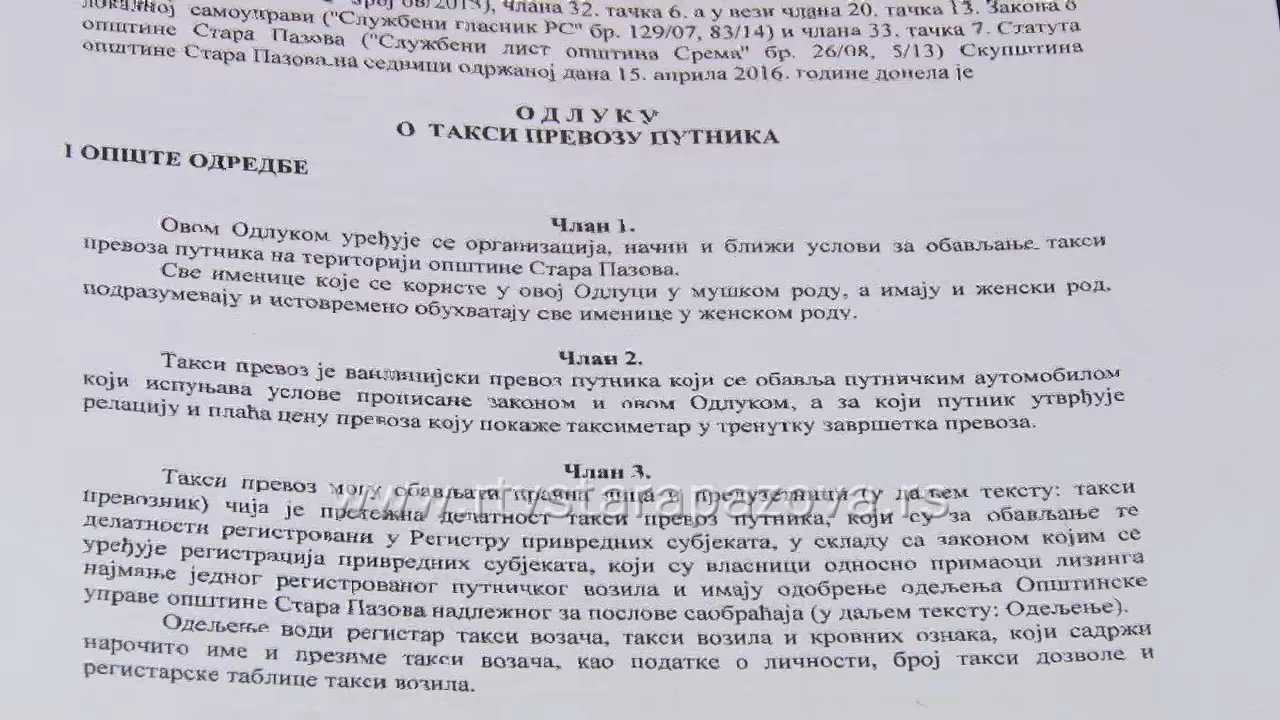 локалној самоуправи ("Службени гласник РС" бр. 129/07, 83/14) и члана 33. тачка 7. Статута
општине Стара Пазова ("Службени лист општина Срема" бр. 26/08, 5/13) Скупштина
општине Стара Пазова на седници одржаној дана 15. априла 2016. године донела је
О Д Л У К У
О ТАКСИ ПРЕВОЗУ ПУТНИКА
I ОПШТЕ ОДРЕДБЕ
Члан 1.
Овом Одлуком уређује се организација, начин и ближи услови за обављање такси
превоза путника на територији општине Стара Пазова.
Све именице које се користе у овој Одлуци у мушком роду, а имају и женски род,
подразумевају и истовремено обухватају све именице у женском роду.
Члан 2.
Такси превоз је ванлинијски превоз путника који се обавља путничким аутомобилом
који испуњава услове прописане законом и овом Одлуком, а за који путник утврђује
релацију и плаћа цену превоза коју покаже таксиметар у тренутку завршетка превоза.
Члан 3.
Такси превоз могу обављати правна лица и предузетници (у даљем тексту: такси
превозник) чија је претежна делатност такси превоз путника, који су за обављање те
делатности регистровани у Регистру привредних субјеката, у складу са законом којим се
уређује регистрација привредних субјеката, који су власници односно примаоци лизинга
најмање једног регистрованог путничког возила и имају одобрење одељења Општинске
управе општине Стара Пазова надлежног за послове саобраћаја (у даљем тексту: Одељење).
Одељење води регистар такси возача, такси возила и кровних ознака, који садржи
нарочито име и презиме такси возача, као податке о личности, број такси дозволе и
регистарске таблице такси возила.
www.rtvstarapazova.rs